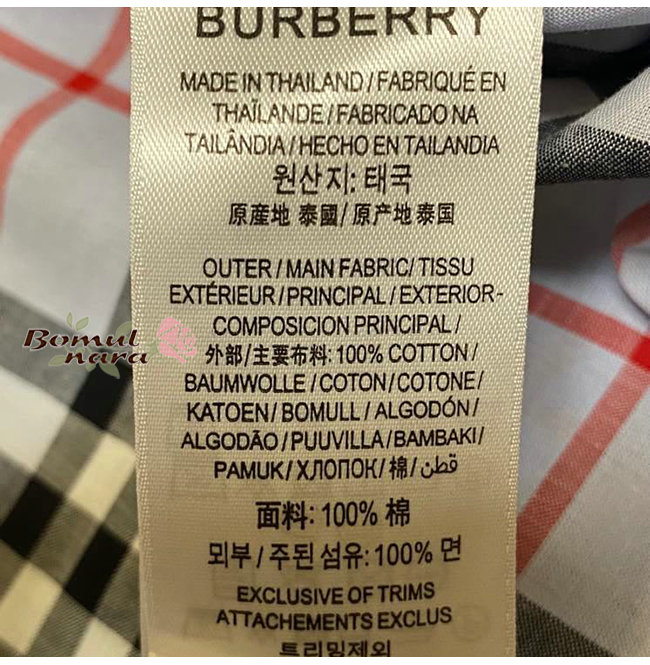 BURBERRY
MADE IN THAILAND / FABRIQUÉ EN
THAÏLANDE / FABRICADO NA
TAILÂNDIA / HECHO EN TAILANDIA
원산지: 태국
原産地 泰國/ 原产地 泰国
OUTER / MAIN FABRIC/ TISSU
EXTÉRIEUR / PRINCIPAL / EXTERIOR-
COMPOSICION PRINCIPAL /
外部/主要布料: 100% COTTON /
BAUMWOLLE / COTON / COTONE /
KATOEN / BOMULL / ALGODÓN /
ALGODÃO / PUUVILLA / BAMBAKI /
PAMUK / ХЛОПОК/ 棉/ قطن
面料: 100% 棉
외부 / 주된 섬유: 100% 면
EXCLUSIVE OF TRIMS
ATTACHEMENTS EXCLUS
트리밍제외
Bomul
nara